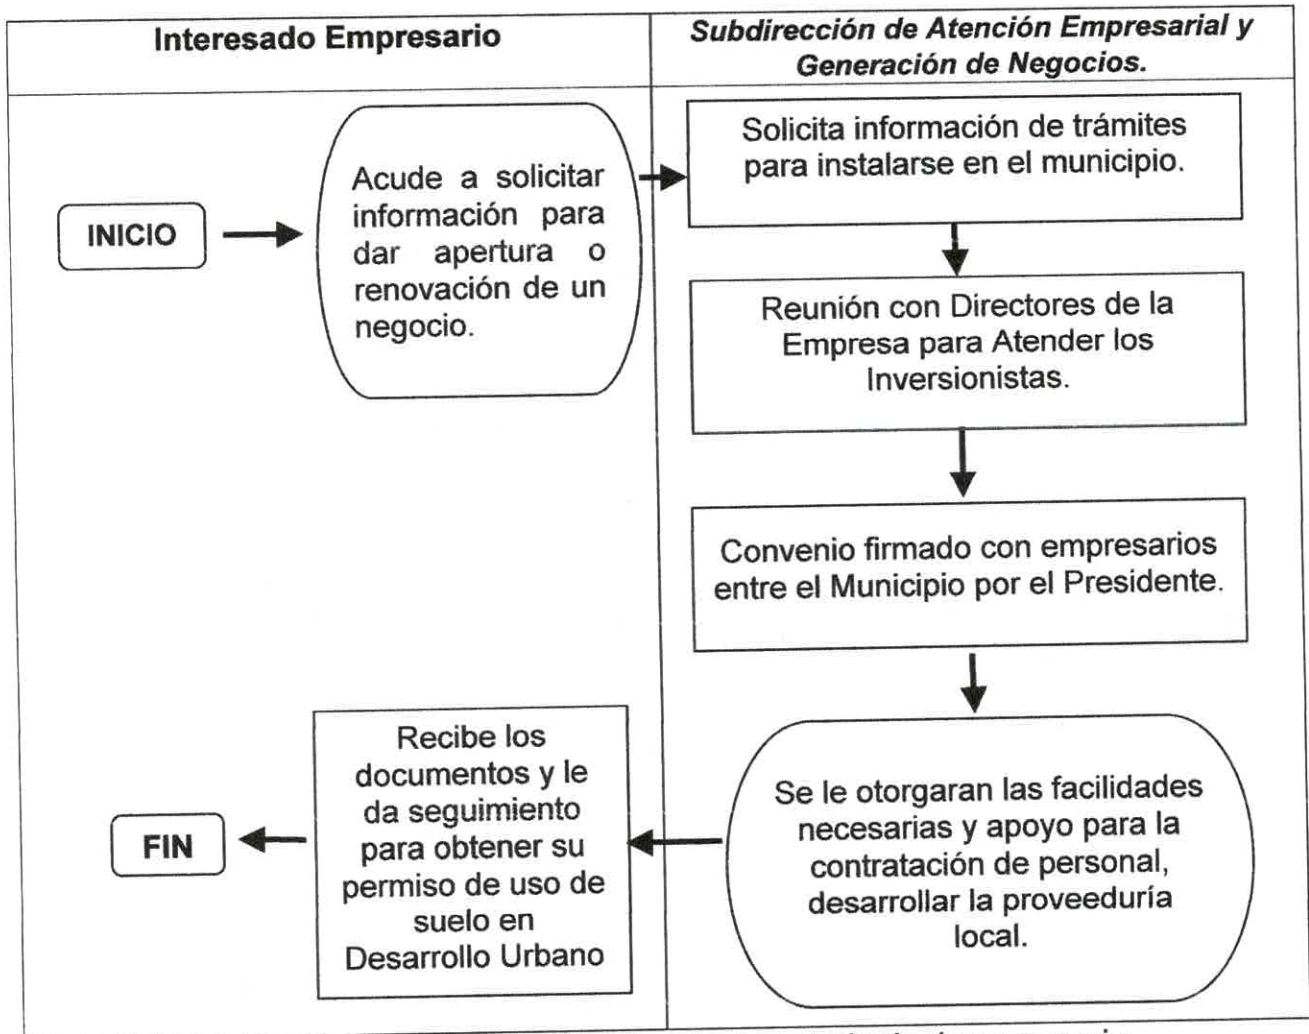 Interesado Empresario
Subdirección de Atención Empresarial y
Generación de Negocios.
INICIO
Acude a solicitar
información para
dar apertura o
renovación de un
negocio.
Solicita información de trámites
para instalarse en el municipio.
Reunión con Directores de la
Empresa para Atender los
Inversionistas.
Convenio firmado con empresarios
entre el Municipio por el Presidente.
Se le otorgaran las facilidades
necesarias y apoyo para la
contratación de personal,
desarrollar la proveeduría
local.
Recibe los
documentos y le
da seguimiento
para obtener su
permiso de uso de
suelo en
Desarrollo Urbano
FIN